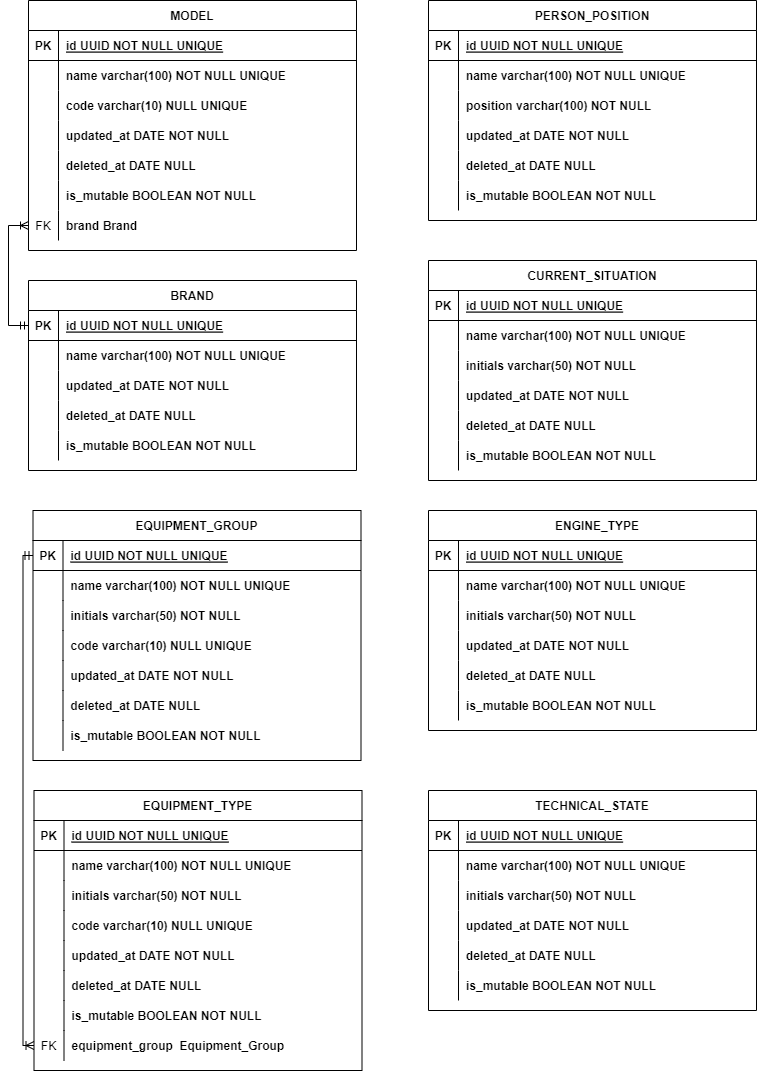 MODEL
PK id UUID NOT NULL UNIQUE
name varchar(100) NOT NULL UNIQUE
code varchar(10) NULL UNIQUE
updated_at DATE NOT NULL
deleted_at DATE NULL
is_mutable BOOLEAN NOT NULL
FK brand Brand
BRAND
PK id UUID NOT NULL UNIQUE
name varchar(100) NOT NULL UNIQUE
updated_at DATE NOT NULL
deleted_at DATE NULL
is_mutable BOOLEAN NOT NULL
EQUIPMENT_GROUP
PK id UUID NOT NULL UNIQUE
name varchar(100) NOT NULL UNIQUE
initials varchar(50) NOT NULL
code varchar(10) NULL UNIQUE
updated_at DATE NOT NULL
deleted_at DATE NULL
is_mutable BOOLEAN NOT NULL
EQUIPMENT_TYPE
PK id UUID NOT NULL UNIQUE
name varchar(100) NOT NULL UNIQUE
initials varchar(50) NOT NULL
code varchar(10) NULL UNIQUE
updated_at DATE NOT NULL
deleted_at DATE NULL
is_mutable BOOLEAN NOT NULL
FK equipment_group Equipment_Group
PERSON_POSITION
PK id UUID NOT NULL UNIQUE
name varchar(100) NOT NULL UNIQUE
position varchar(100) NOT NULL
updated_at DATE NOT NULL
deleted_at DATE NULL
is_mutable BOOLEAN NOT NULL
CURRENT_SITUATION
PK id UUID NOT NULL UNIQUE
name varchar(100) NOT NULL UNIQUE
initials varchar(50) NOT NULL
updated_at DATE NOT NULL
deleted_at DATE NULL
is_mutable BOOLEAN NOT NULL
ENGINE_TYPE
PK id UUID NOT NULL UNIQUE
name varchar(100) NOT NULL UNIQUE
initials varchar(50) NOT NULL
updated_at DATE NOT NULL
deleted_at DATE NULL
is_mutable BOOLEAN NOT NULL
TECHNICAL_STATE
PK id UUID NOT NULL UNIQUE
name varchar(100) NOT NULL UNIQUE
initials varchar(50) NOT NULL
updated_at DATE NOT NULL
deleted_at DATE NULL
is_mutable BOOLEAN NOT NULL